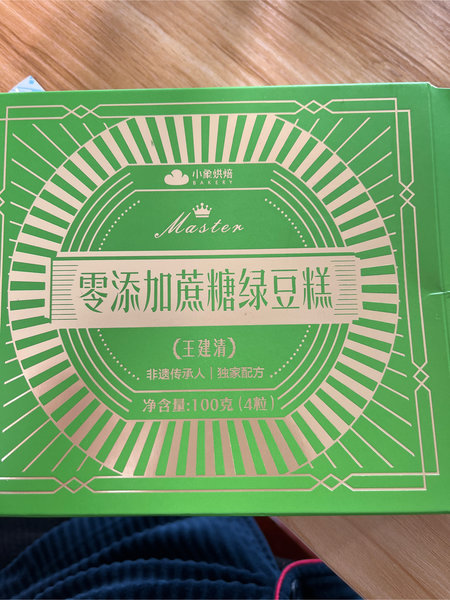 小象烘焙
BAKERY
Master
零添加蔗糖绿豆糕
(王建清)
非遗传承人|独家配方
净含量:100克(4粒)